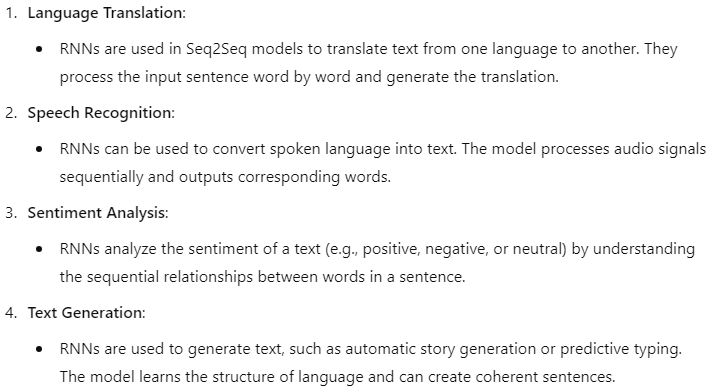 1. Language Translation:
• RNNs are used in Seq2Seq models to translate text from one language to another. They
process the input sentence word by word and generate the translation.
2. Speech Recognition:
• RNNs can be used to convert spoken language into text. The model processes audio signals
sequentially and outputs corresponding words.
3. Sentiment Analysis:
• RNNs analyze the sentiment of a text (e.g., positive, negative, or neutral) by understanding
the sequential relationships between words in a sentence.
4. Text Generation:
• RNNs are used to generate text, such as automatic story generation or predictive typing.
The model learns the structure of language and can create coherent sentences.